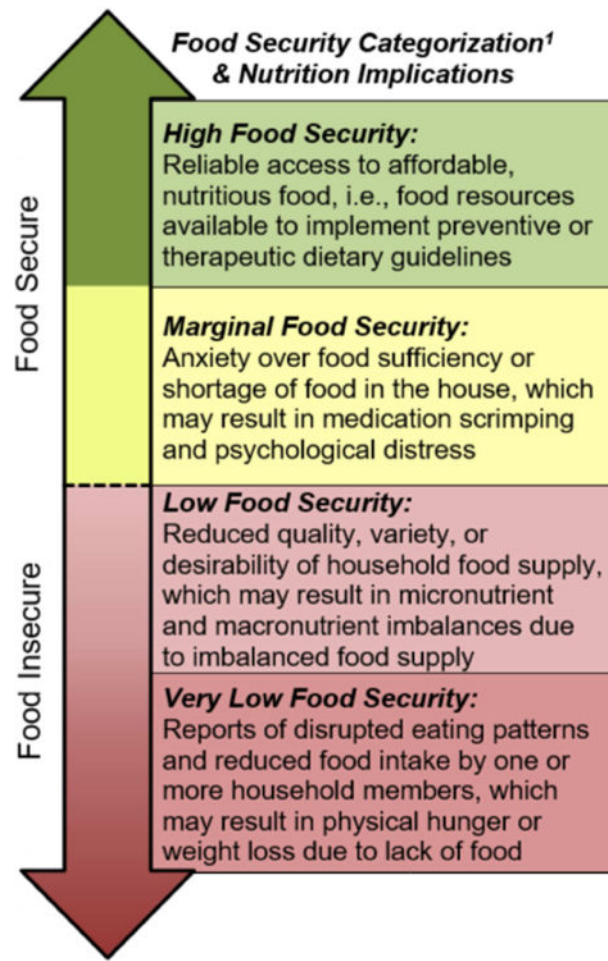 Food Security Categorization¹
& Nutrition Implications
Food Secure
High Food Security:
Reliable access to affordable,
nutritious food, i.e., food resources
available to implement preventive or
therapeutic dietary guidelines
Marginal Food Security:
Anxiety over food sufficiency or
shortage of food in the house, which
may result in medication scrimping
and psychological distress
Food Insecure
Low Food Security:
Reduced quality, variety, or
desirability of household food supply,
which may result in micronutrient
and macronutrient imbalances due
to imbalanced food supply
Very Low Food Security:
Reports of disrupted eating patterns
and reduced food intake by one or
more household members, which
may result in physical hunger or
weight loss due to lack of food